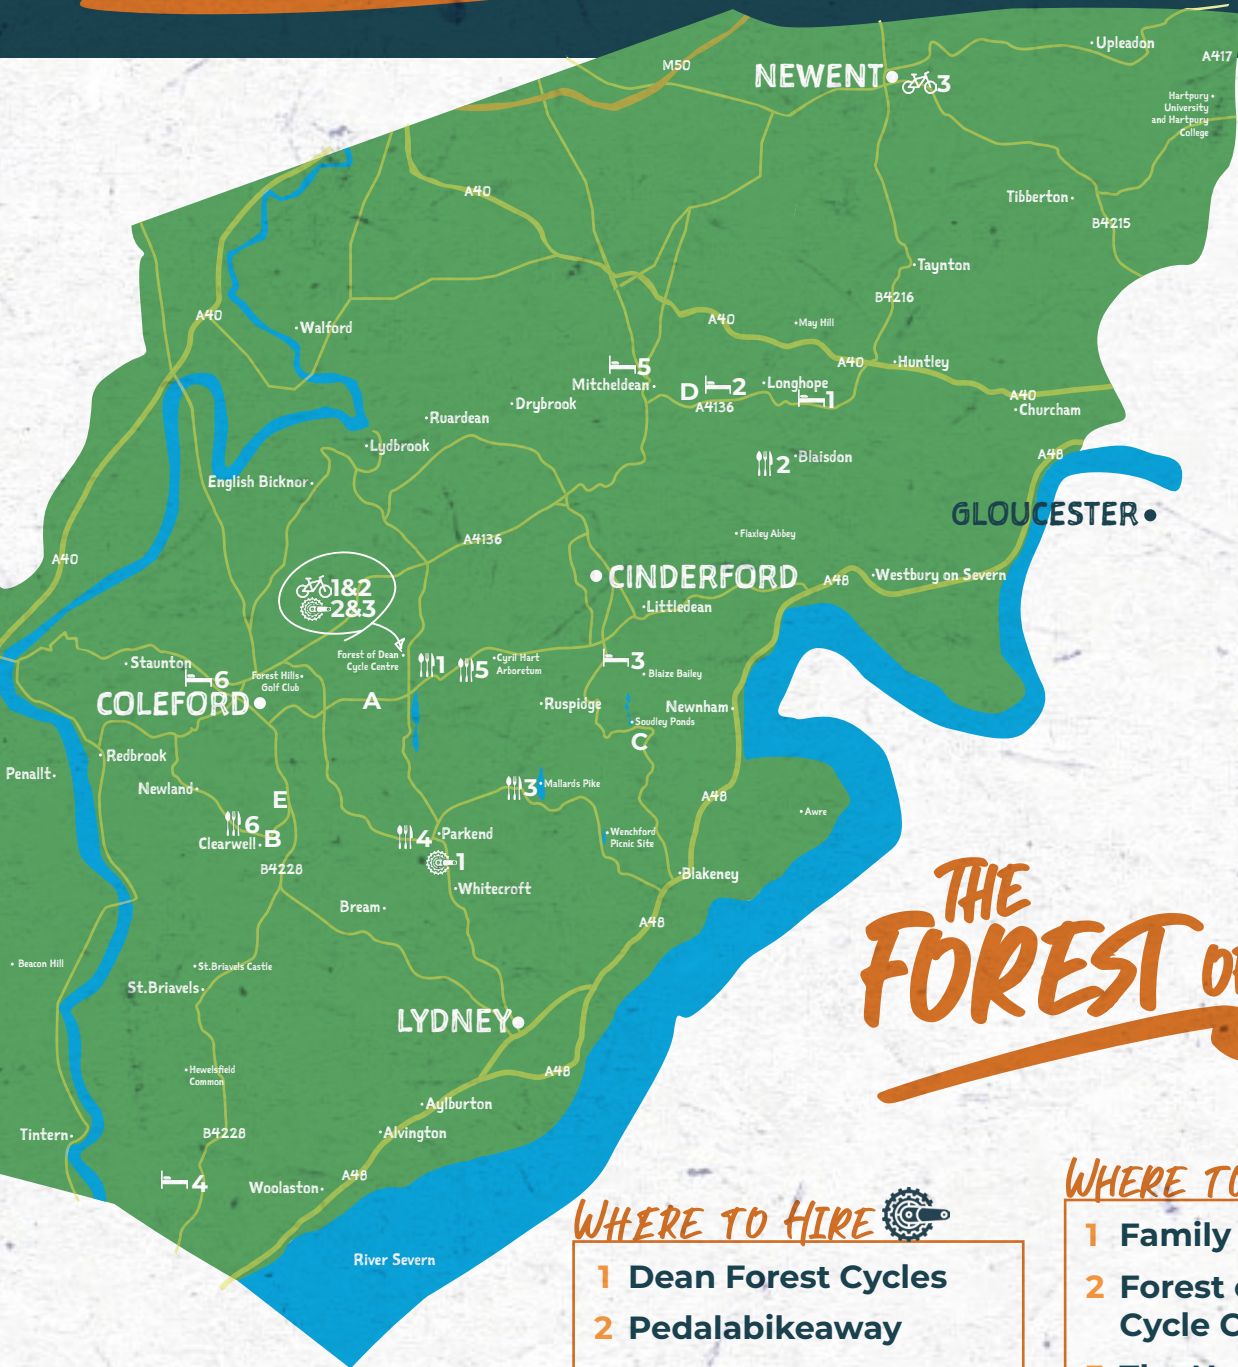 Upleadon
A417
M50
NEWENT
3
Hartpury
University
and Hartpury
College
A40
Tibberton
B4215
Taynton
B4216
A40
Walford
A40
May Hill
A40
Huntley
5
Mitcheldean
D
2
Longhope
1
A4136
A40
Churcham
Drybrook
Ruardean
Lydbrook
A48
2
Blaisdon
English Bicknor
GLOUCESTER
A4136
Flaxley Abbey
A40
CINDERFORD
A48
Westbury on Severn
1&2
2&3
Littledean
Forest of Dean
Cycle Centre
1
5
Cyril Hart
Arboretum
3
Blaize Bailey
Staunton
6
Forest Hills
Golf Club
COLEFORD
A
Ruspidge
Newnham
Soudley Ponds
C
Redbrook
Penallt
Newland
3
Mallards Pike
E
A48
Awre
6
Clearwell
B
4
Parkend
Wenchford
Picnic Site
1
B4228
Blakeney
Whitecroft
Bream
A48
Beacon Hill
St.Briavels Castle
St.Briavels
LYDNEY
Hewelsfield
Common
A48
Aylburton
Tintern
B4228
Alvington
4
Woolaston
A48
River Severn
THE
FOREST OF
WHERE TO HIRE
1 Dean Forest Cycles
2 Pedalabikeaway
WHERE TO
1 Family
2 Forest
Cycle